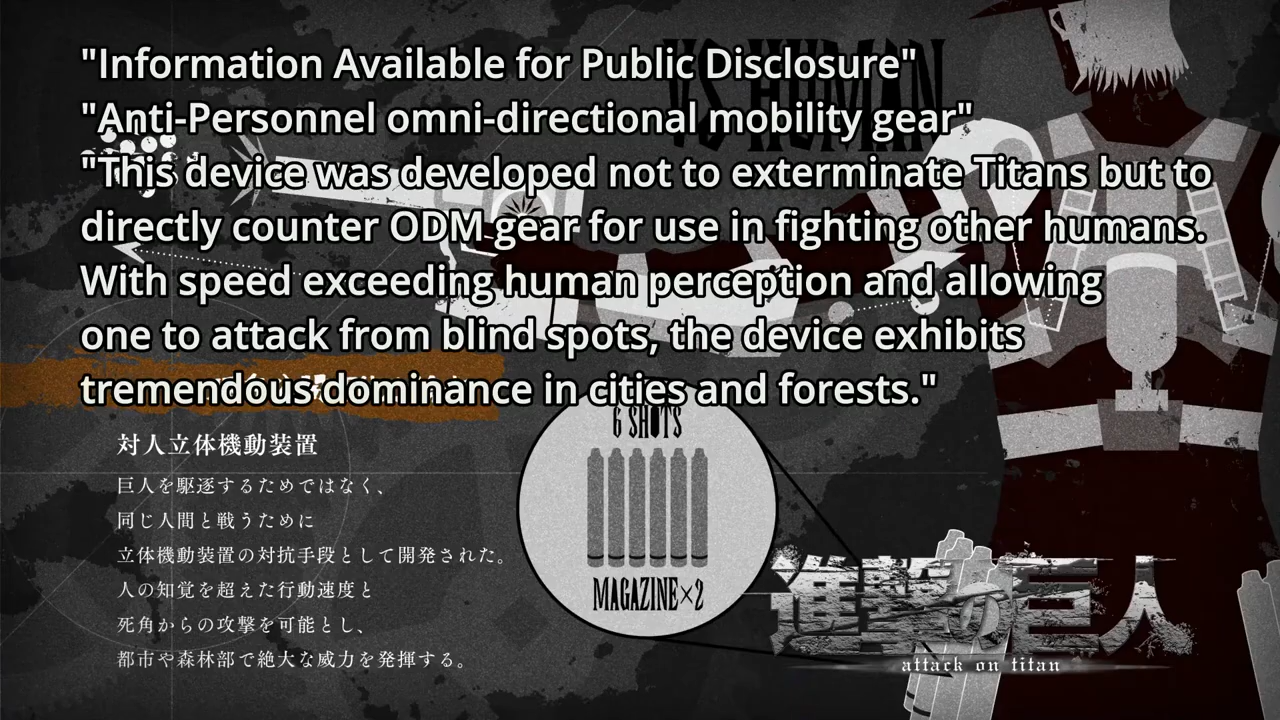 VS HUMAN
"Information Available for Public Disclosure"
"Anti-Personnel omni-directional mobility gear"
"This device was developed not to exterminate Titans but to
directly counter ODM gear for use in fighting other humans.
With speed exceeding human perception and allowing
one to attack from blind spots, the device exhibits
tremendous dominance in cities and forests."
対人立体機動装置
巨人を駆逐するためではなく、
同じ人間と戦うために
立体機動装置の対抗手段として開発された。
人の知覚を超えた行動速度と
死角からの攻撃を可能とし、
都市や森林部で絶大な威力を発揮する。
6 SHOTS
MAGAZINE×2
進撃の巨人
attack on titan